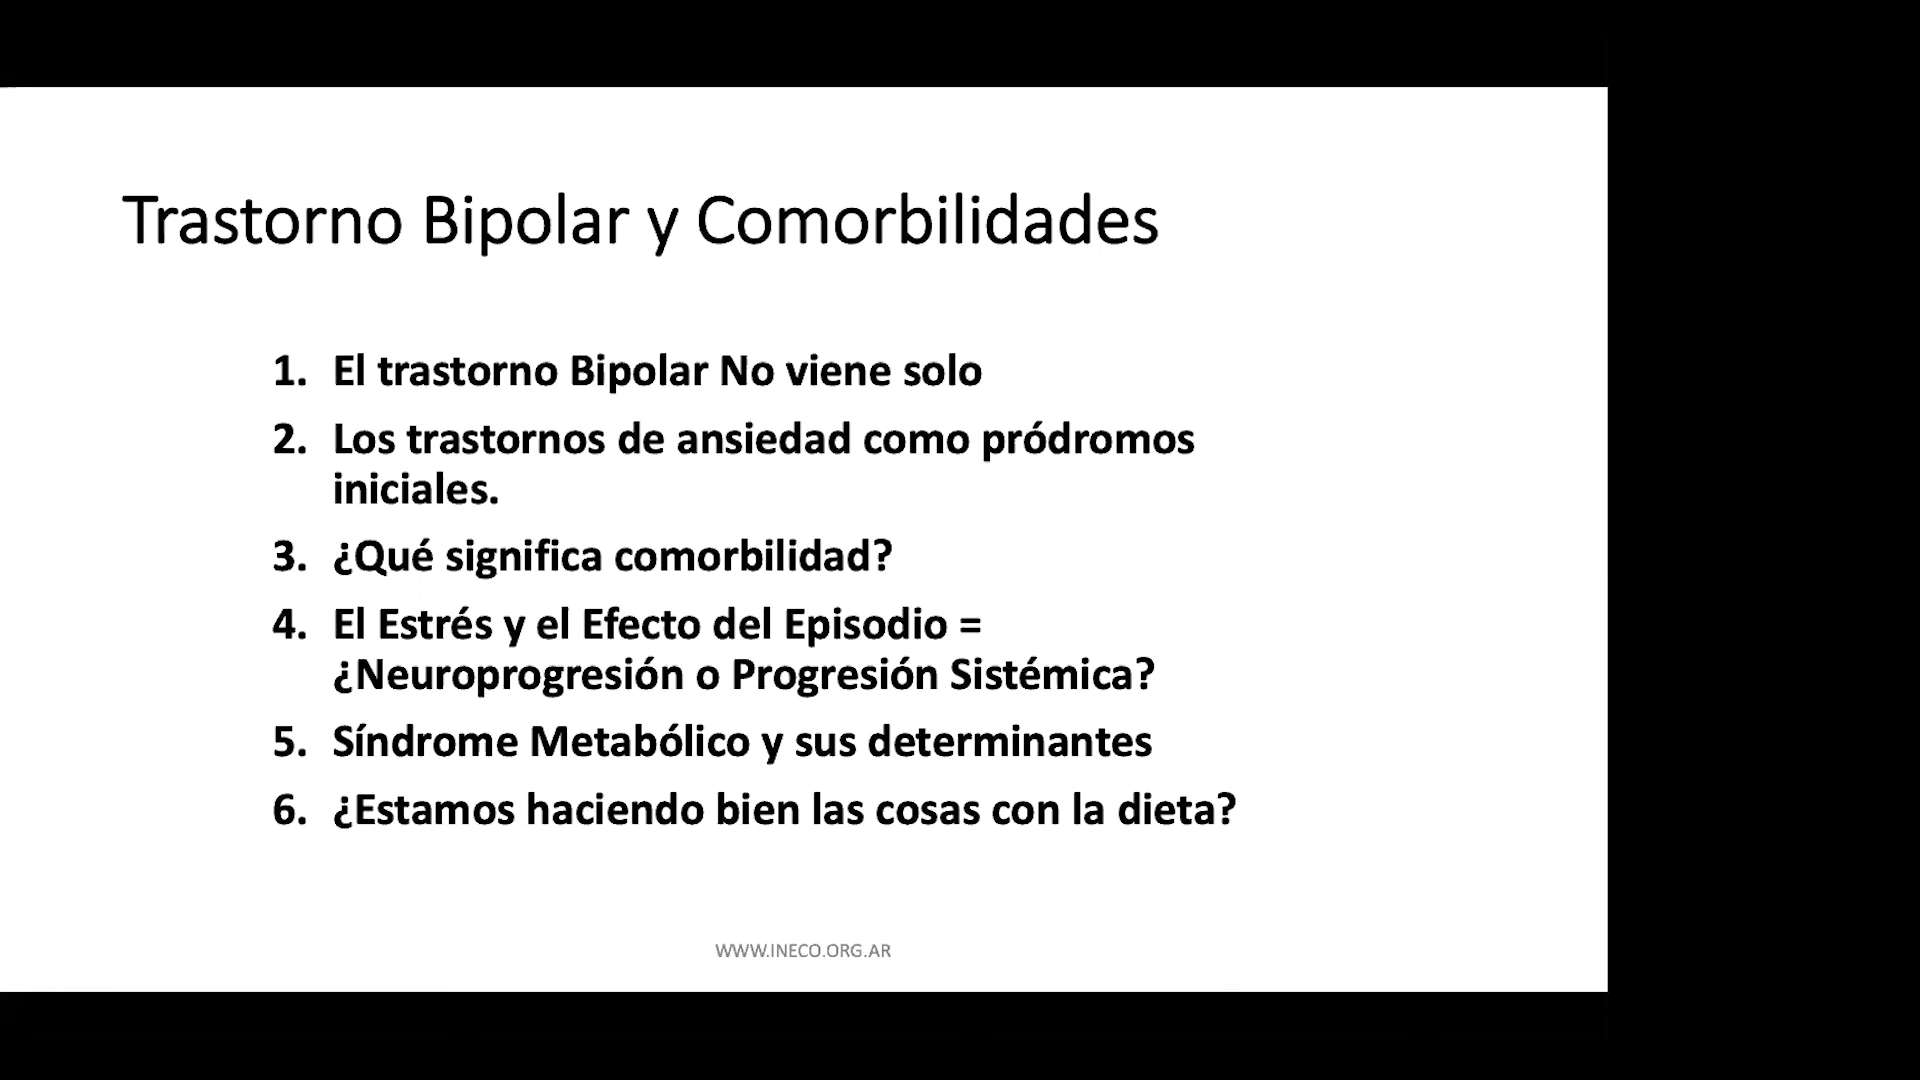 Trastorno Bipolar y Comorbilidades
1. El trastorno Bipolar No viene solo
2. Los trastornos de ansiedad como pródromos
iniciales.
3. ¿Qué significa comorbilidad?
4. El Estrés y el Efecto del Episodio =
¿Neuroprogresión o Progresión Sistémica?
5. Síndrome Metabólico y sus determinantes
6. ¿Estamos haciendo bien las cosas con la dieta?
WWW.INECO.ORG.AR